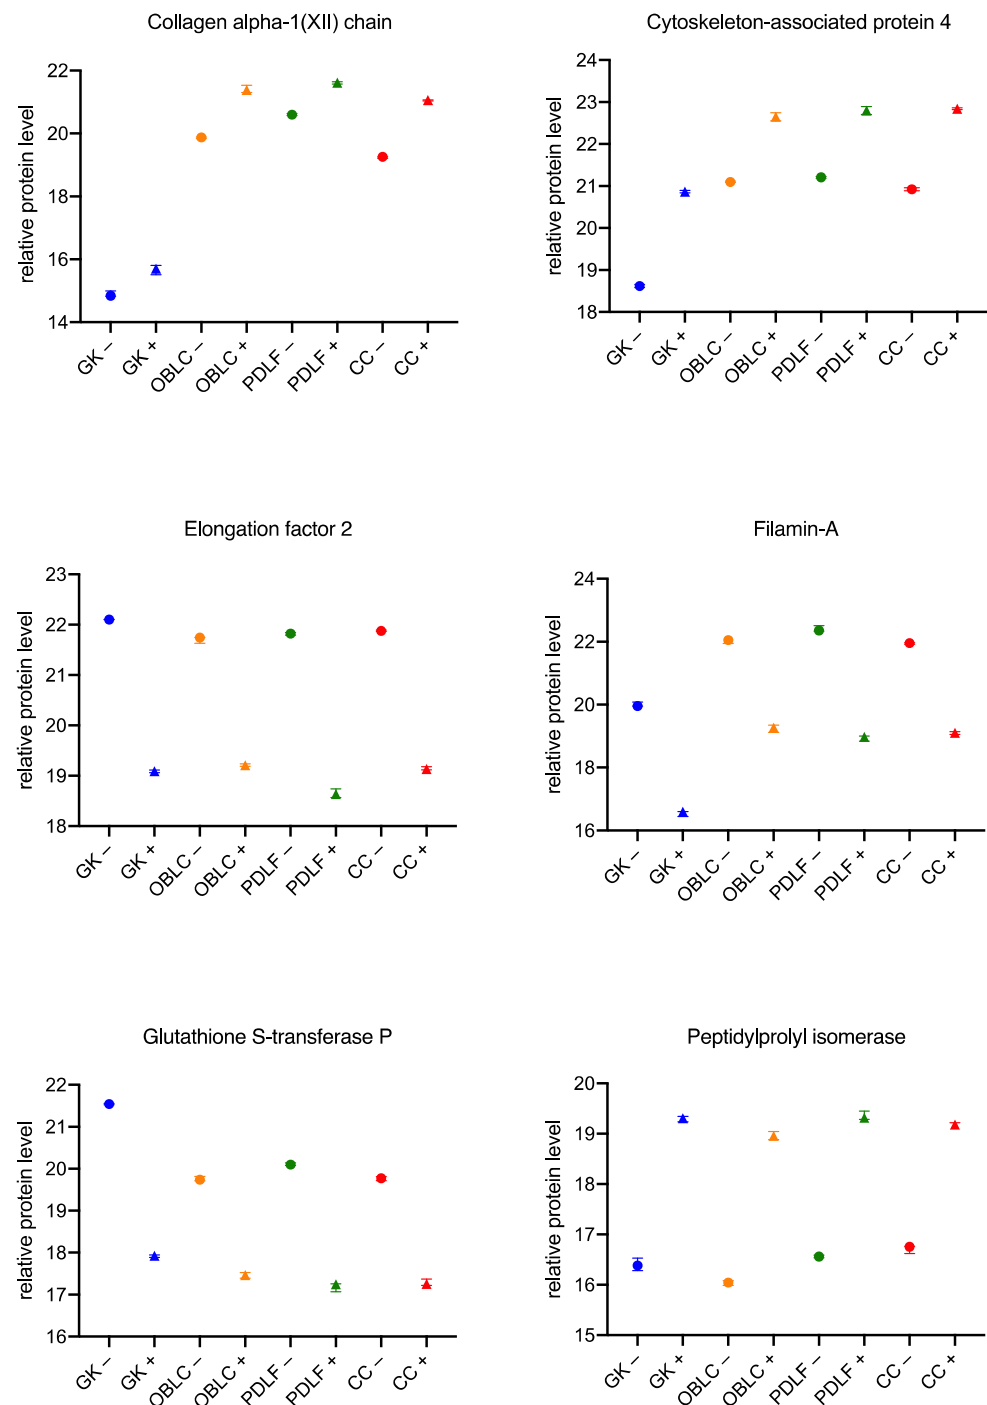 Collagen alpha-1(XII) chain
relative protein level
22
20
18
16
14
GK –
GK +
OBLC –
OBLC +
PDLF –
PDLF +
CC –
CC +
Cytoskeleton-associated protein 4
relative protein level
24
23
22
21
20
19
18
GK –
GK +
OBLC –
OBLC +
PDLF –
PDLF +
CC –
CC +
Elongation factor 2
relative protein level
23
22
21
20
19
18
GK –
GK +
OBLC –
OBLC +
PDLF –
PDLF +
CC –
CC +
Filamin-A
relative protein level
24
22
20
18
16
GK –
GK +
OBLC –
OBLC +
PDLF –
PDLF +
CC –
CC +
Glutathione S-transferase P
relative protein level
22
21
20
19
18
17
16
GK –
GK +
OBLC –
OBLC +
PDLF –
PDLF +
CC –
CC +
Peptidylprolyl isomerase
relative protein level
20
19
18
17
16
15
GK –
GK +
OBLC –
OBLC +
PDLF –
PDLF +
CC –
CC +